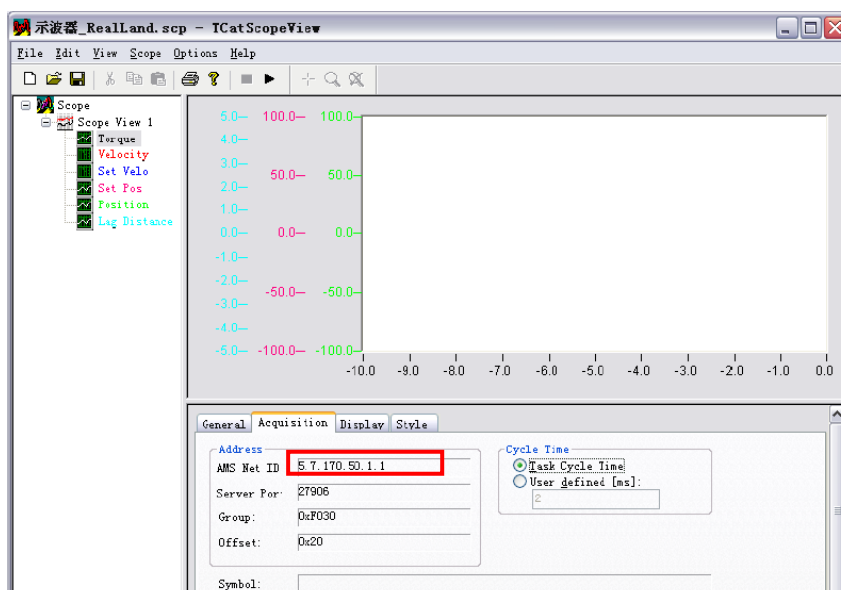 示波器_RealLand.scp - TCatScopeView
File Edit View Scope Options Help
Scope
Scope View 1
Torque
Velocity
Set Velo
Set Pos
Position
Lag Distance
5.0 100.0 100.0
4.0
3.0
50.0 50.0
2.0
1.0
0.0 0.0 0.0
-1.0
-2.0
-50.0 -50.0
-3.0
-4.0
-5.0 -100.0 -100.0
-10.0 -9.0 -8.0 -7.0 -6.0 -5.0 -4.0 -3.0 -2.0 -1.0 0.0
General Acquisition Display Style
Address
AMS Net ID 5.7.170.50.1.1
Server Por 27906
Group: 0xF030
Offset: 0x20
Cycle Time
Task Cycle Time
User defined [ms]:
2
Symbol: